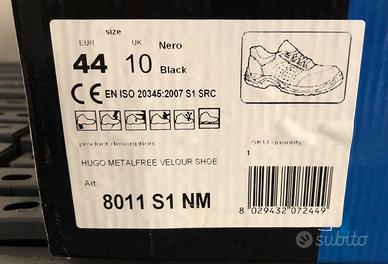 size
EUR. UK Nero
44 10 Black
CE EN ISO 20345:2007 S1 SRC
product description:
HUGO METALFREE VELOUR SHOE
Art.
8011 S1 NM
SKU quantity:
1
8 029432 072449
subito